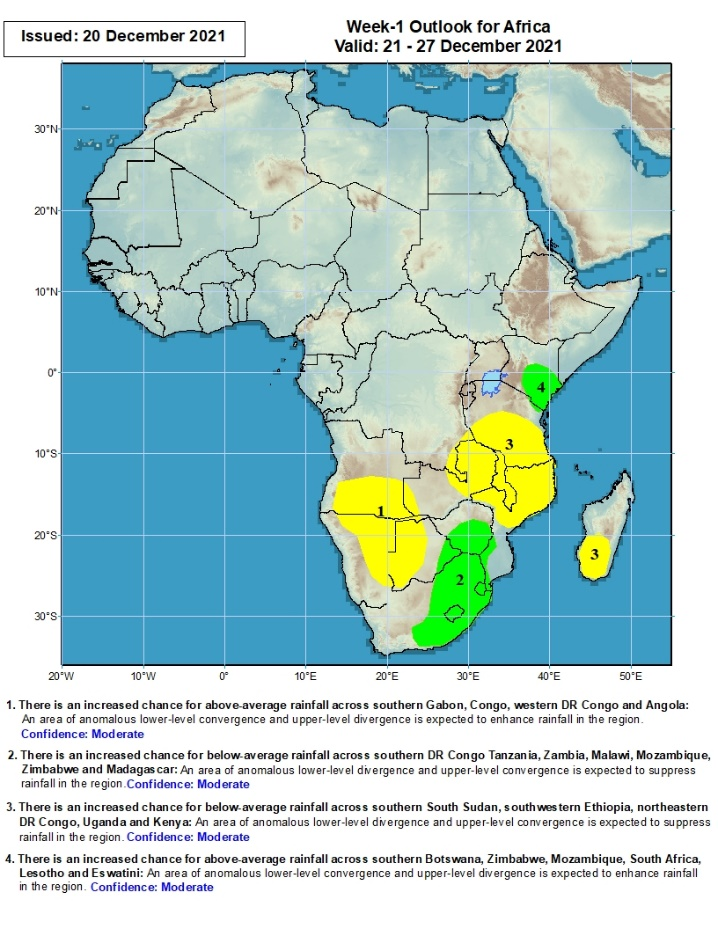 Issued: 20 December 2021
Week-1 Outlook for Africa
Valid: 21 - 27 December 2021
30°N
20°N
10°N
0°
10°S
20°S
30°S
4
3
1
3
2
20°W
10°W
0°
10°E
20°E
30°E
40°E
50°E
1. There is an increased chance for above-average rainfall across southern Gabon, Congo, western DR Congo and Angola:
An area of anomalous lower-level convergence and upper-level divergence is expected to enhance rainfall in the region.
Confidence: Moderate
2. There is an increased chance for below-average rainfall across southern DR Congo Tanzania, Zambia, Malawi, Mozambique,
Zimbabwe and Madagascar: An area of anomalous lower-level divergence and upper-level convergence is expected to suppress
rainfall in the region. Confidence: Moderate
3. There is an increased chance for below-average rainfall across southern South Sudan, southwestern Ethiopia, northeastern
DR Congo, Uganda and Kenya: An area of anomalous lower-level divergence and upper-level convergence is expected to suppress
rainfall in the region. Confidence: Moderate
4. There is an increased chance for above-average rainfall across southern Botswana, Zimbabwe, Mozambique, South Africa,
Lesotho and Eswatini: An area of anomalous lower-level convergence and upper-level divergence is expected to enhance rainfall
in the region. Confidence: Moderate